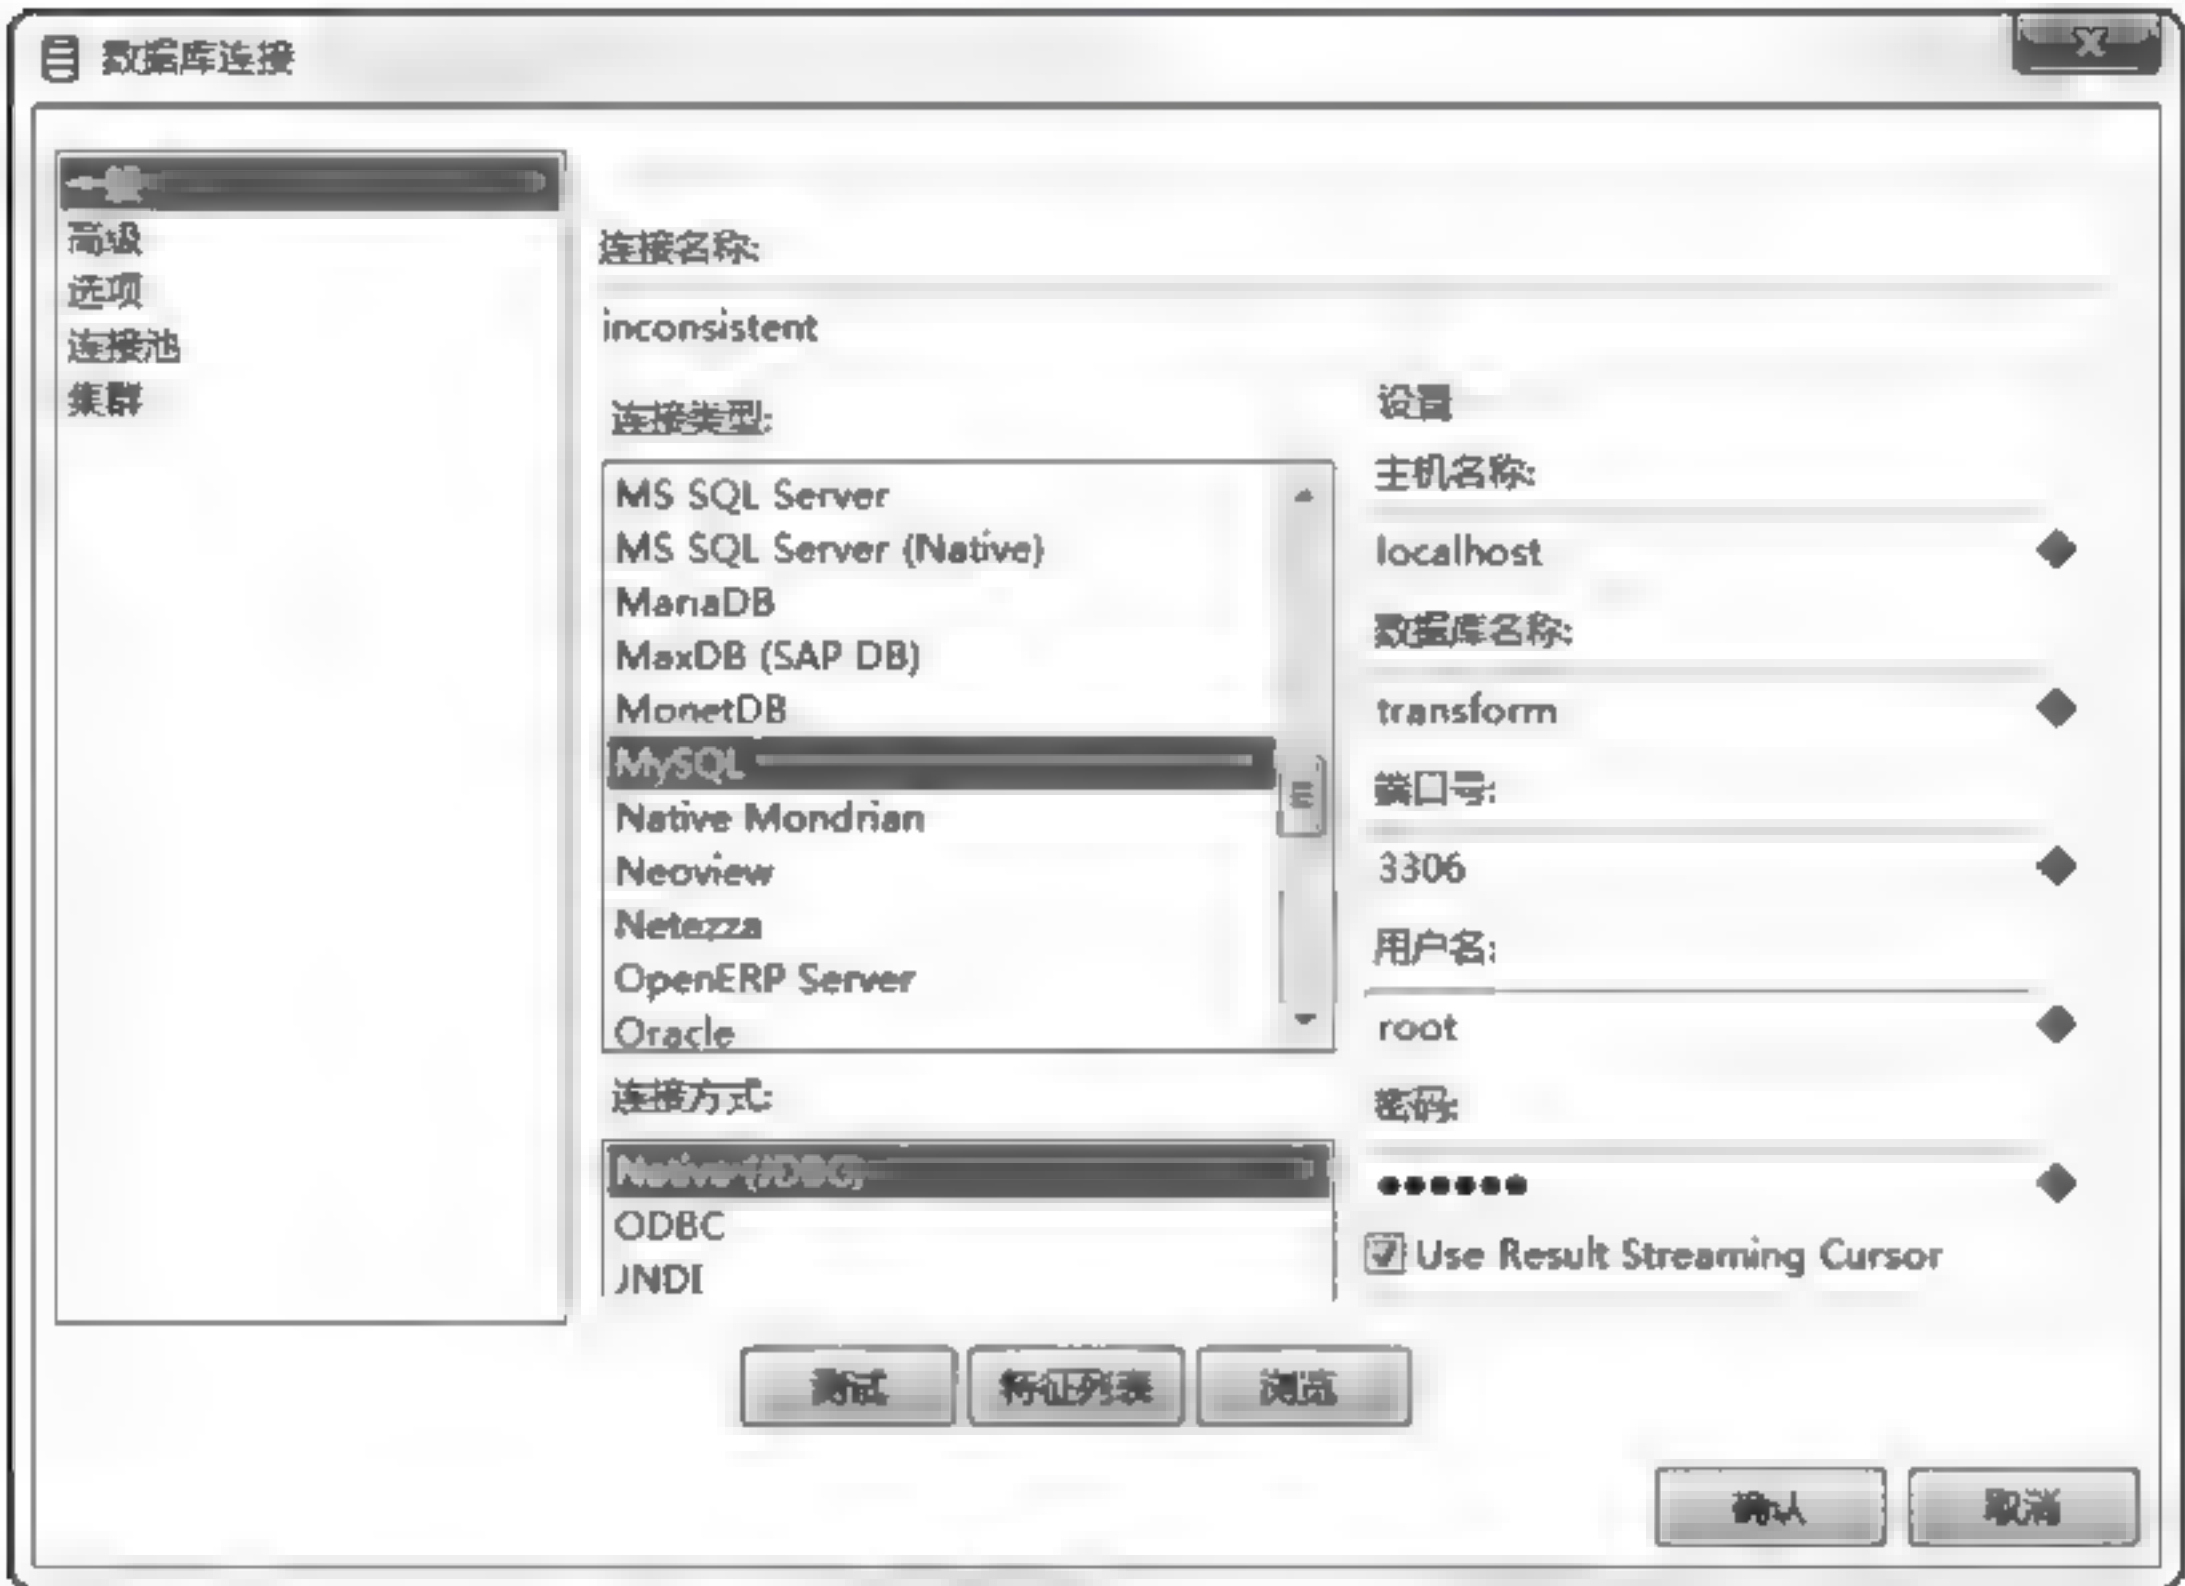 数据库连接
一般
高级
选项
连接池
集群
连接名称:
inconsistent
连接类型:
MS SQL Server
MS SQL Server (Native)
MariaDB
MaxDB (SAP DB)
MonetDB
MySQL
Native Mondrian
Neoview
Netezza
OpenERP Server
Oracle
连接方式:
Native (JDBC)
ODBC
JNDI
设置
主机名称:
localhost
数据库名称:
transform
端口号:
3306
用户名:
root
密码:
●●●●●●
Use Result Streaming Cursor
测试 特征列表 浏览
确认 取消